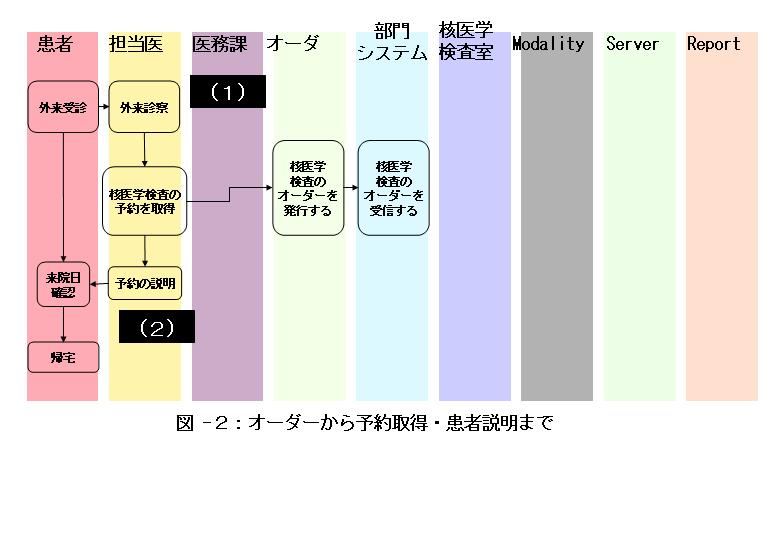 患者
担当医
医務課
オーダ
部門
システム
核医学
検査室
Modality
Server
Report
(1)
外来受診
外来診察
核医学
検査の
オーダーを
発行する
核医学
検査の
オーダーを
受信する
核医学検査の
予約を取得
来院日
確認
予約の説明
(2)
帰宅
図 -2：オーダーから予約取得・患者説明まで